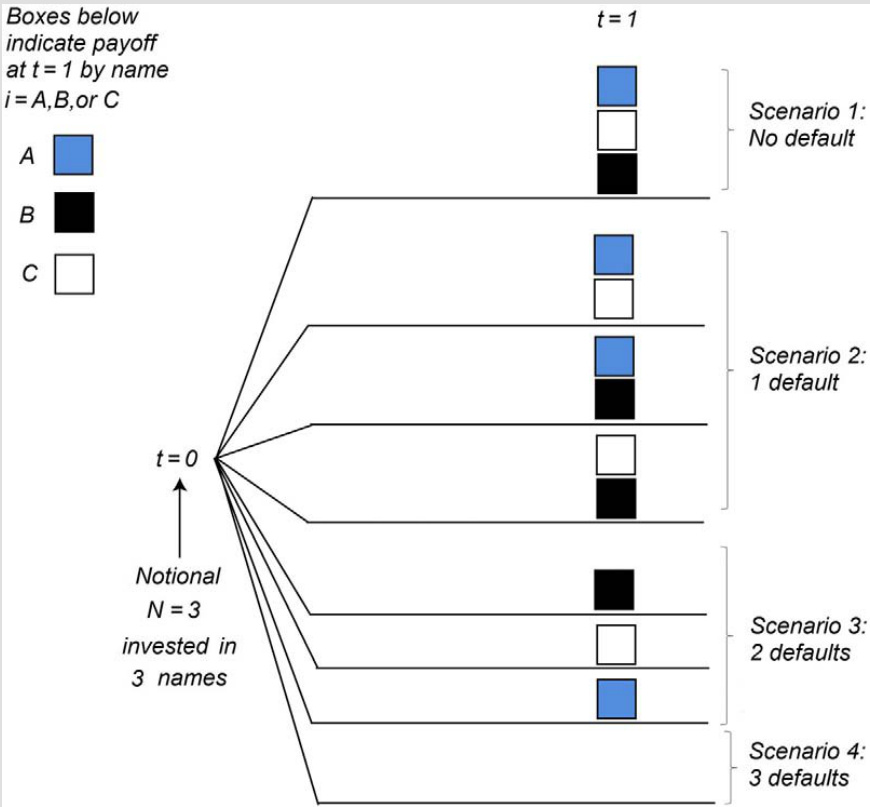 Boxes below
indicate payoff
at t = 1 by name
i = A,B,or C
A
B
C
t = 1
Scenario 1:
No default
Scenario 2:
1 default
t = 0
Notional
N = 3
invested in
3 names
Scenario 3:
2 defaults
Scenario 4:
3 defaults